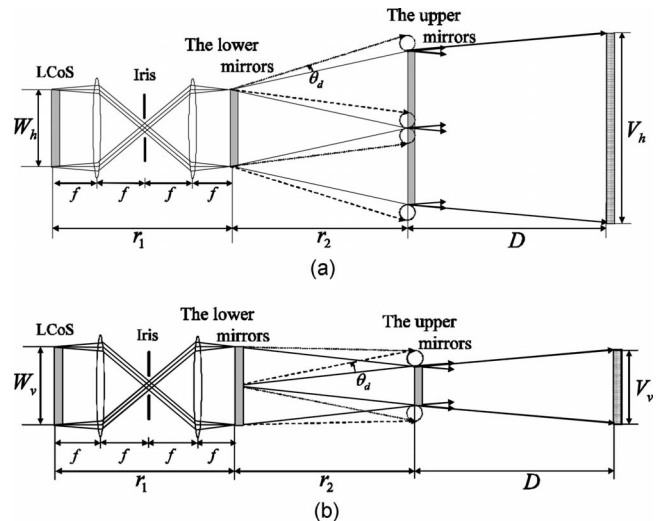 The upper
mirrors
The lower
mirrors
LCoS
Iris
θd
Wh
Vh
f f f f
r1 r2 D
(a)
The lower
mirrors
The upper
mirrors
LCoS
Iris
θd
Wv
Vv
f f f f
r1 r2 D
(b)